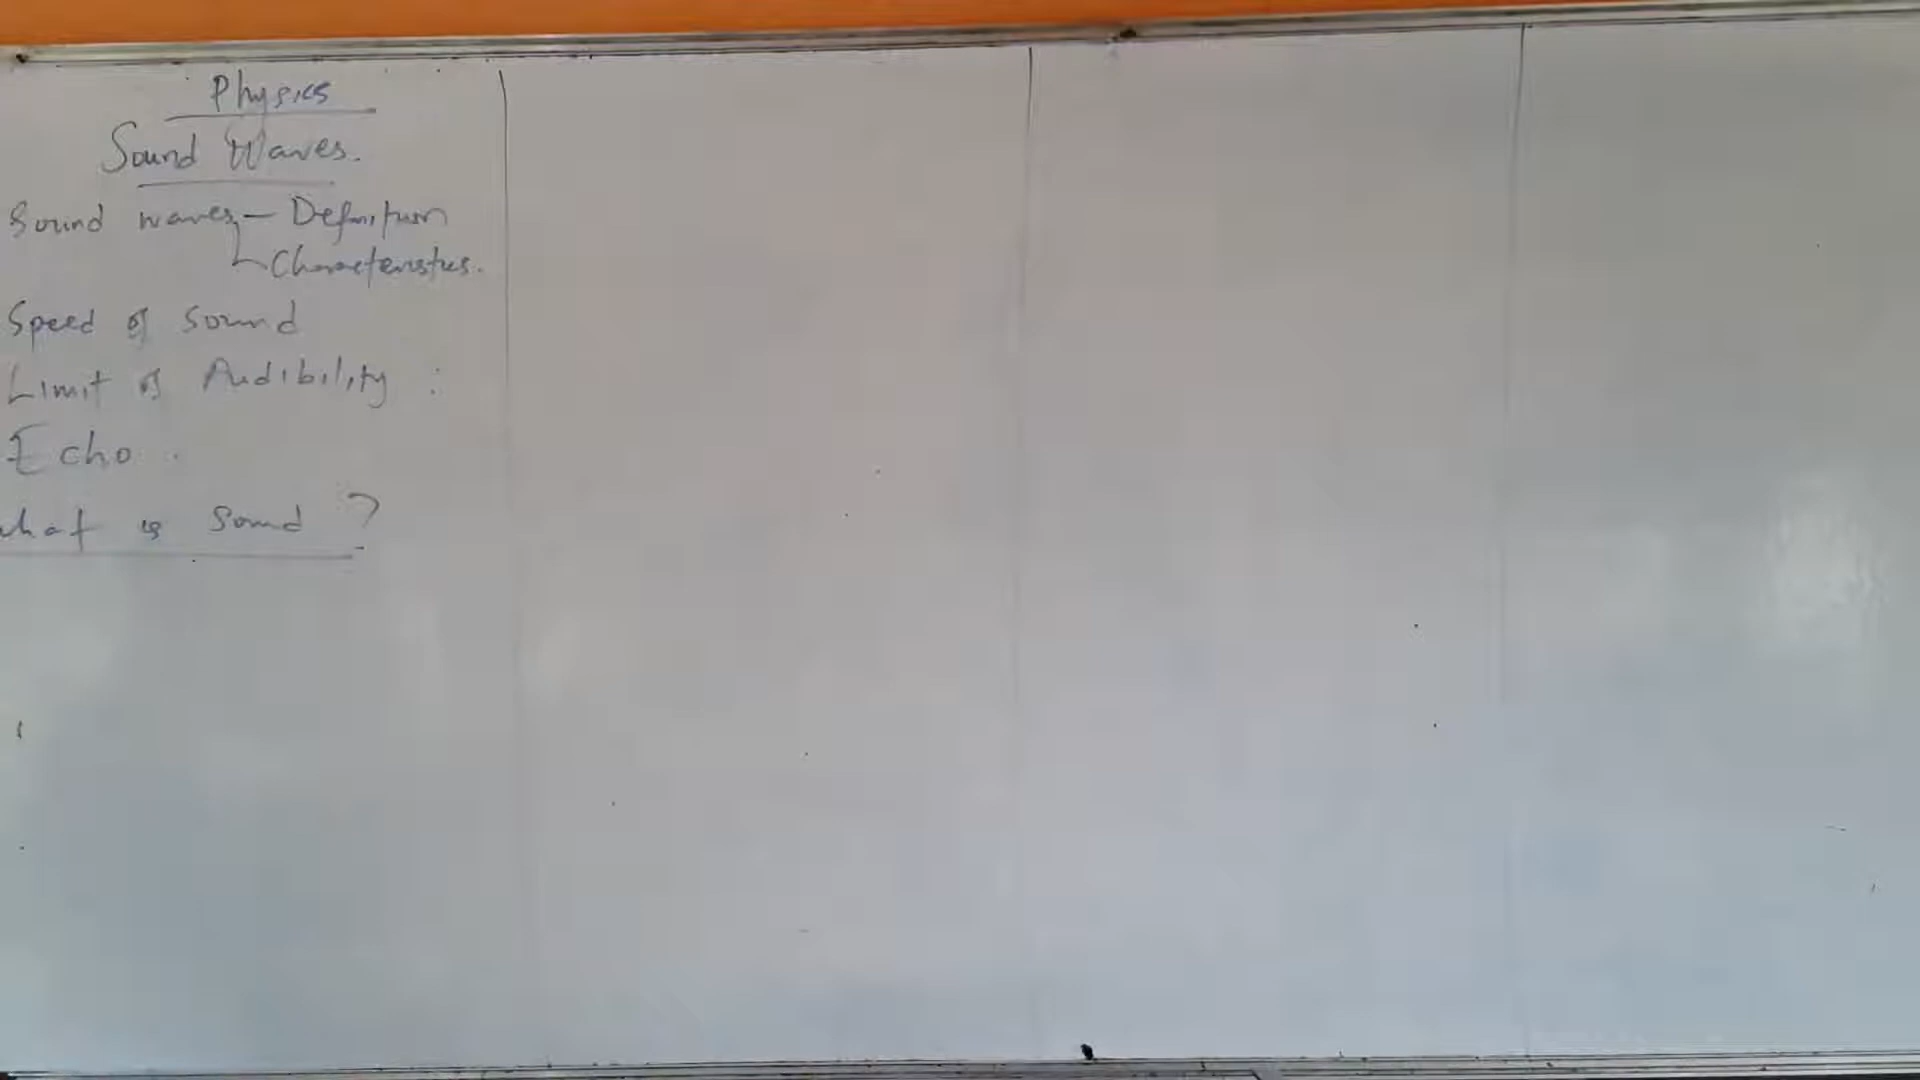 Physics
Sound Waves.
Sound waves - Definition
Characteristics.
Speed of Sound
Limit of Audibility :
Echo .
What is Sound ?